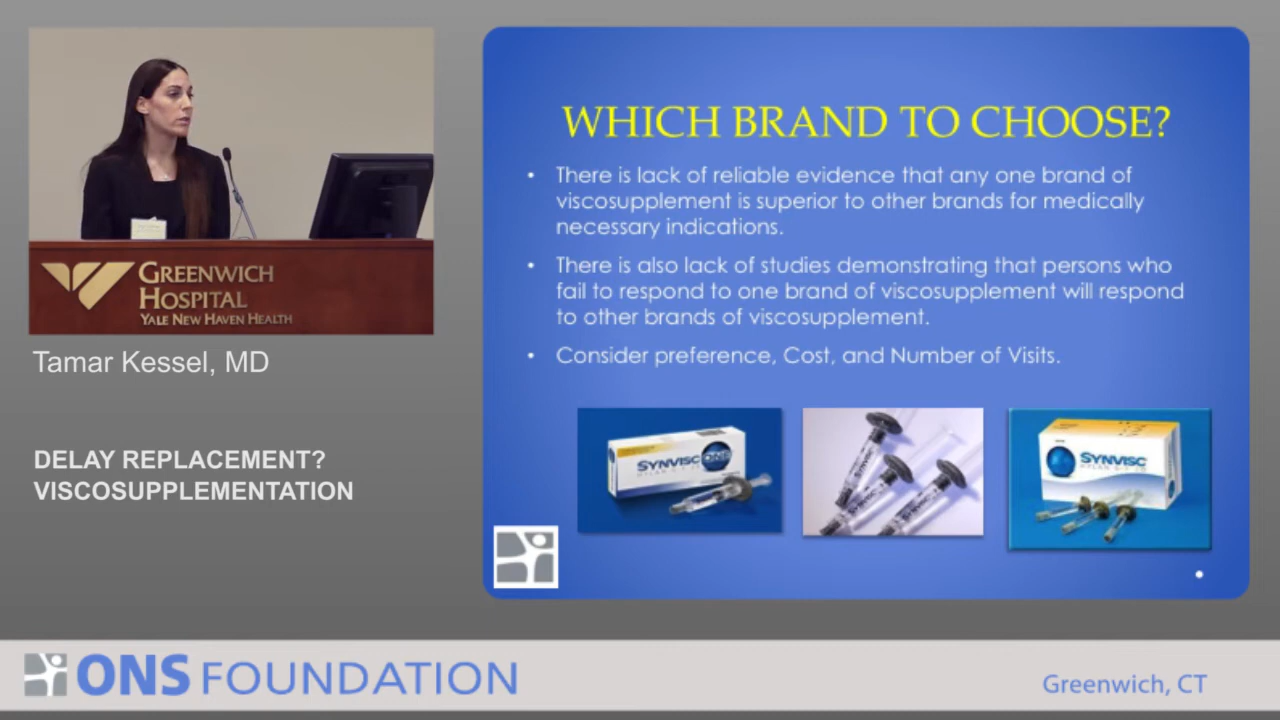 GREENWICH
HOSPITAL
YALE NEW HAVEN HEALTH
Tamar Kessel, MD
DELAY REPLACEMENT?
VISCOSUPPLEMENTATION
WHICH BRAND TO CHOOSE?
• There is lack of reliable evidence that any one brand of
viscosupplement is superior to other brands for medically
necessary indications.
• There is also lack of studies demonstrating that persons who
fail to respond to one brand of viscosupplement will respond
to other brands of viscosupplement.
• Consider preference, Cost, and Number of Visits.
SYNVISC ONE
SYNVISC
ONS FOUNDATION
Greenwich, CT